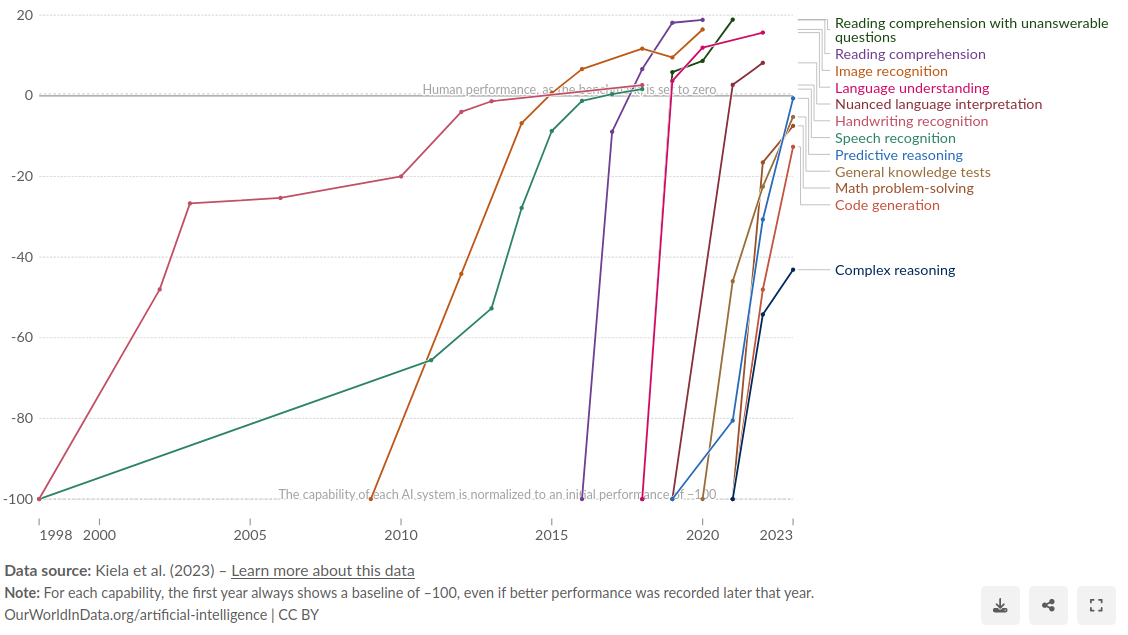 20
0
-20
-40
-60
-80
-100
Human performance, as the benchmark, is set to zero
The capability of each AI system is normalized to an initial performance of −100
1998 2000 2005 2010 2015 2020 2023
Reading comprehension with unanswerable
questions
Reading comprehension
Image recognition
Language understanding
Nuanced language interpretation
Handwriting recognition
Speech recognition
Predictive reasoning
General knowledge tests
Math problem-solving
Code generation
Complex reasoning
Data source: Kiela et al. (2023) – Learn more about this data
Note: For each capability, the first year always shows a baseline of −100, even if better performance was recorded later that year.
OurWorldInData.org/artificial-intelligence | CC BY